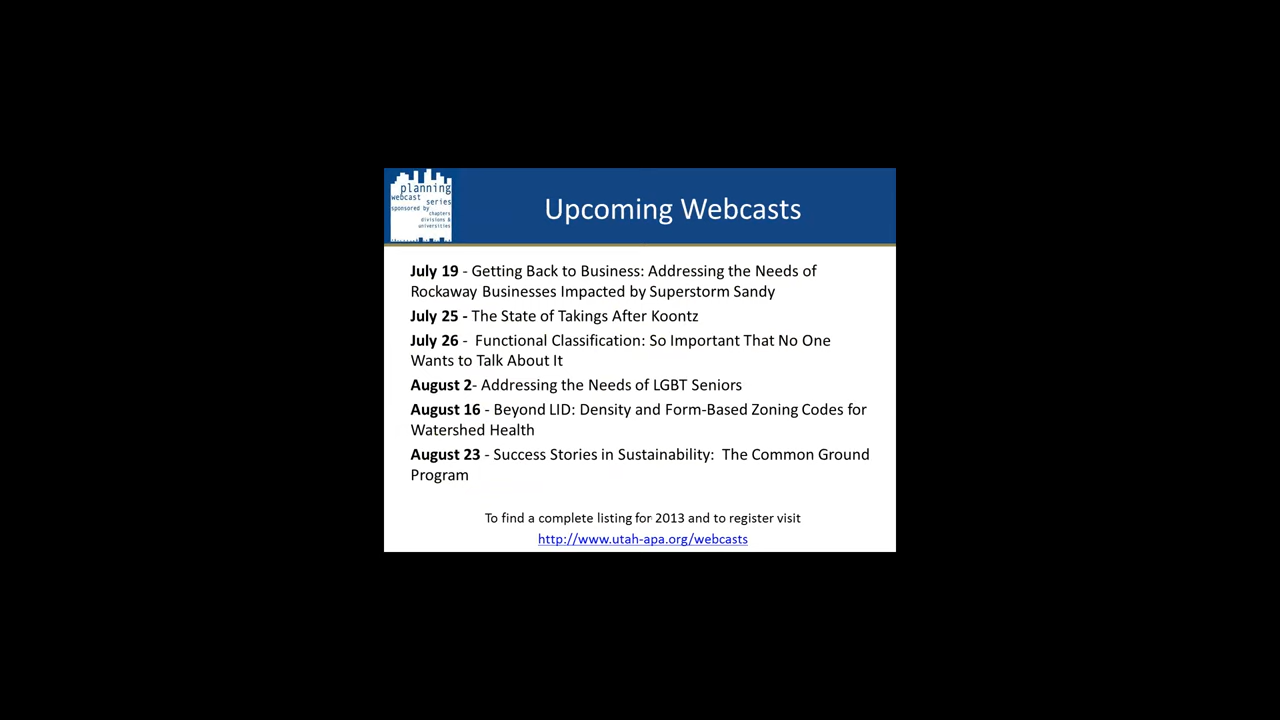 planning
webcast
series
sponsored by
chapters
divisions &
universities
Upcoming Webcasts
July 19 - Getting Back to Business: Addressing the Needs of
Rockaway Businesses Impacted by Superstorm Sandy
July 25 - The State of Takings After Koontz
July 26 - Functional Classification: So Important That No One
Wants to Talk About It
August 2- Addressing the Needs of LGBT Seniors
August 16 - Beyond LID: Density and Form-Based Zoning Codes for
Watershed Health
August 23 - Success Stories in Sustainability: The Common Ground
Program
To find a complete listing for 2013 and to register visit
http://www.utah-apa.org/webcasts